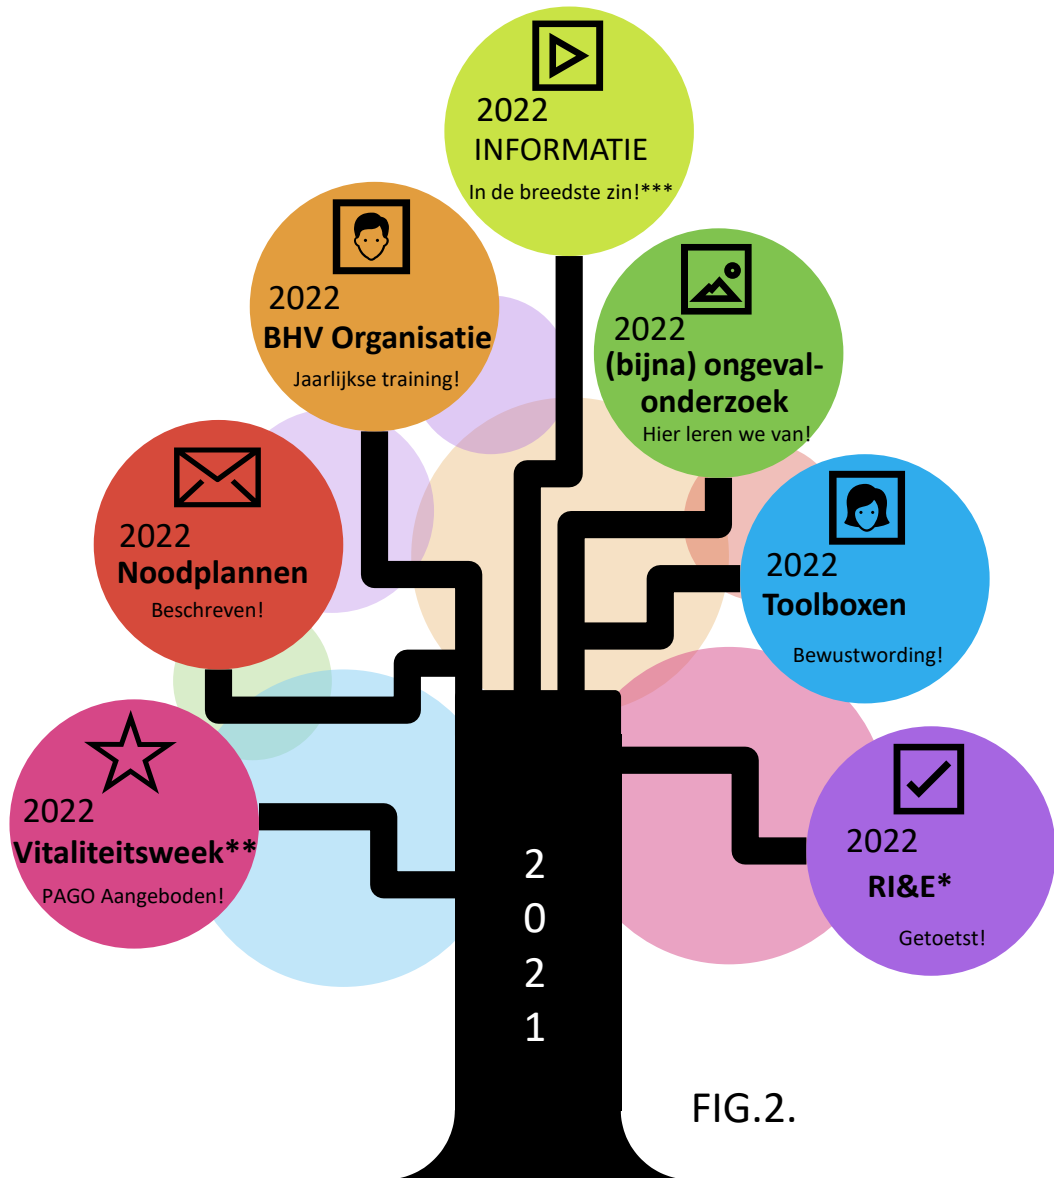 2022
INFORMATIE
In de breedste zin!***
2022
BHV Organisatie
Jaarlijkse training!
2022
(bijna) ongeval-
onderzoek
Hier leren we van!
2022
Noodplannen
Beschreven!
2022
Toolboxen
Bewustwording!
2022
Vitaliteitsweek**
PAGO Aangeboden!
2022
RI&E*
Getoetst!
2
0
2
1
FIG.2.